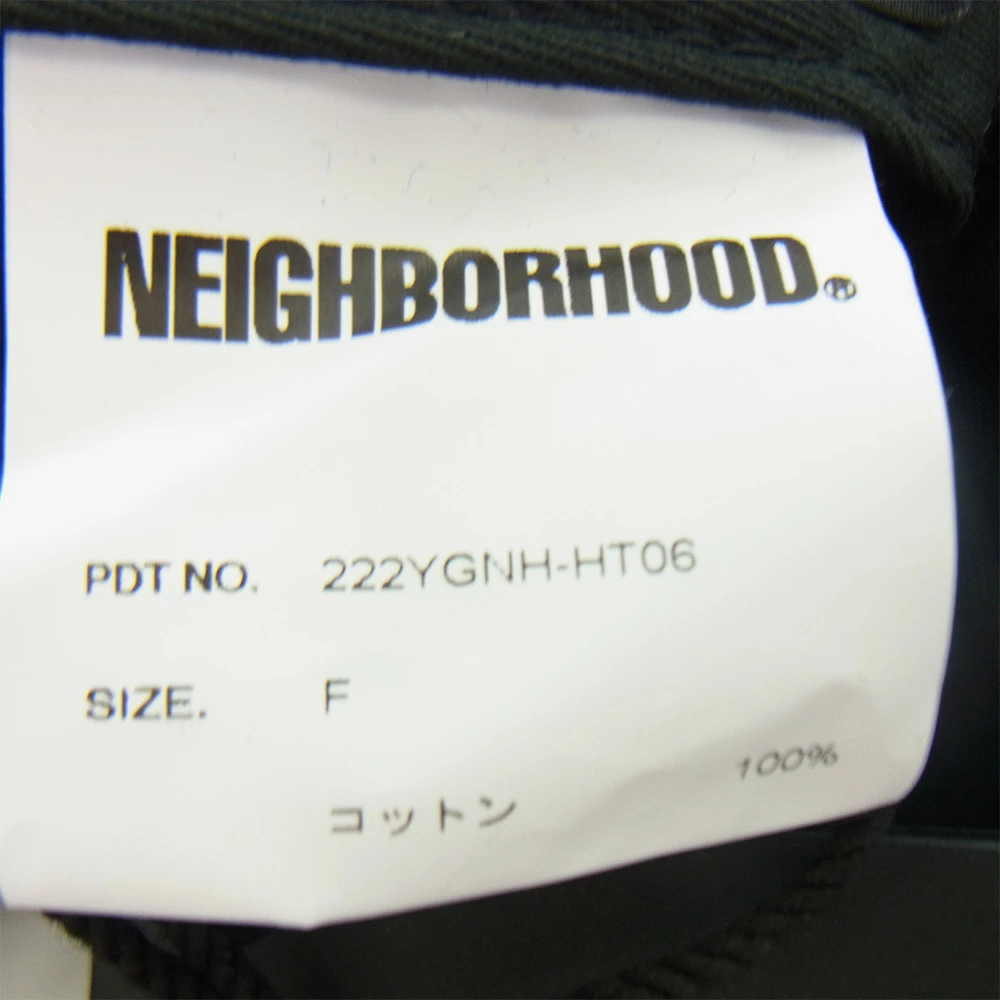 NEIGHBORHOOD®
PDT NO. 222YGNH-HT06
SIZE. F
コットン 100%